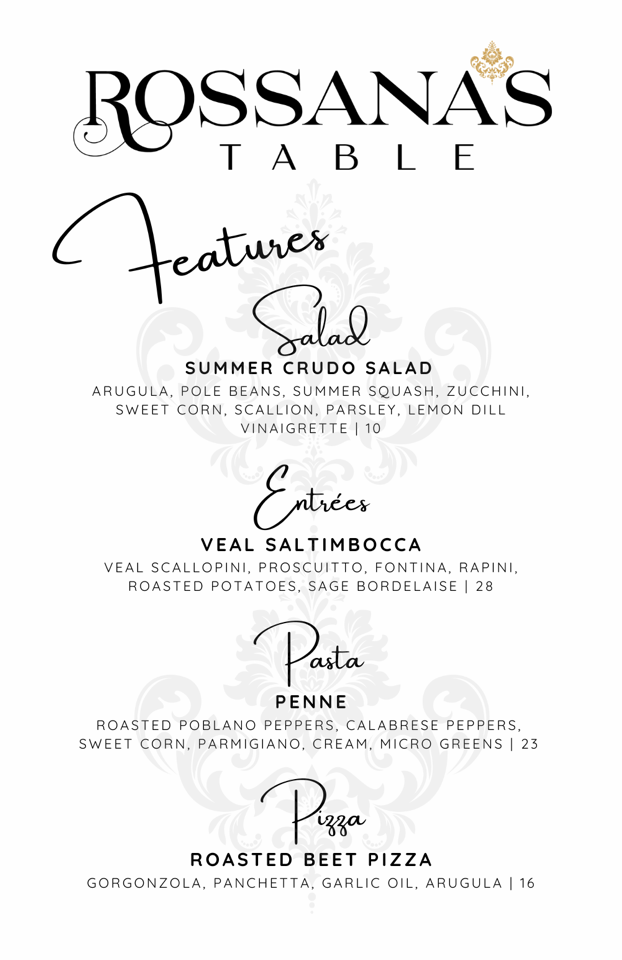 ROSSANA'S
TABLE
Features
Salad
SUMMER CRUDO SALAD
ARUGULA, POLE BEANS, SUMMER SQUASH, ZUCCHINI,
SWEET CORN, SCALLION, PARSLEY, LEMON DILL
VINAIGRETTE | 10
Entrées
VEAL SALTIMBOCCA
VEAL SCALLOPINI, PROSCUITTO, FONTINA, RAPINI,
ROASTED POTATOES, SAGE BORDELAISE | 28
Pasta
PENNE
ROASTED POBLANO PEPPERS, CALABRESE PEPPERS,
SWEET CORN, PARMIGIANO, CREAM, MICRO GREENS | 23
Pizza
ROASTED BEET PIZZA
GORGONZOLA, PANCHETTA, GARLIC OIL, ARUGULA | 16